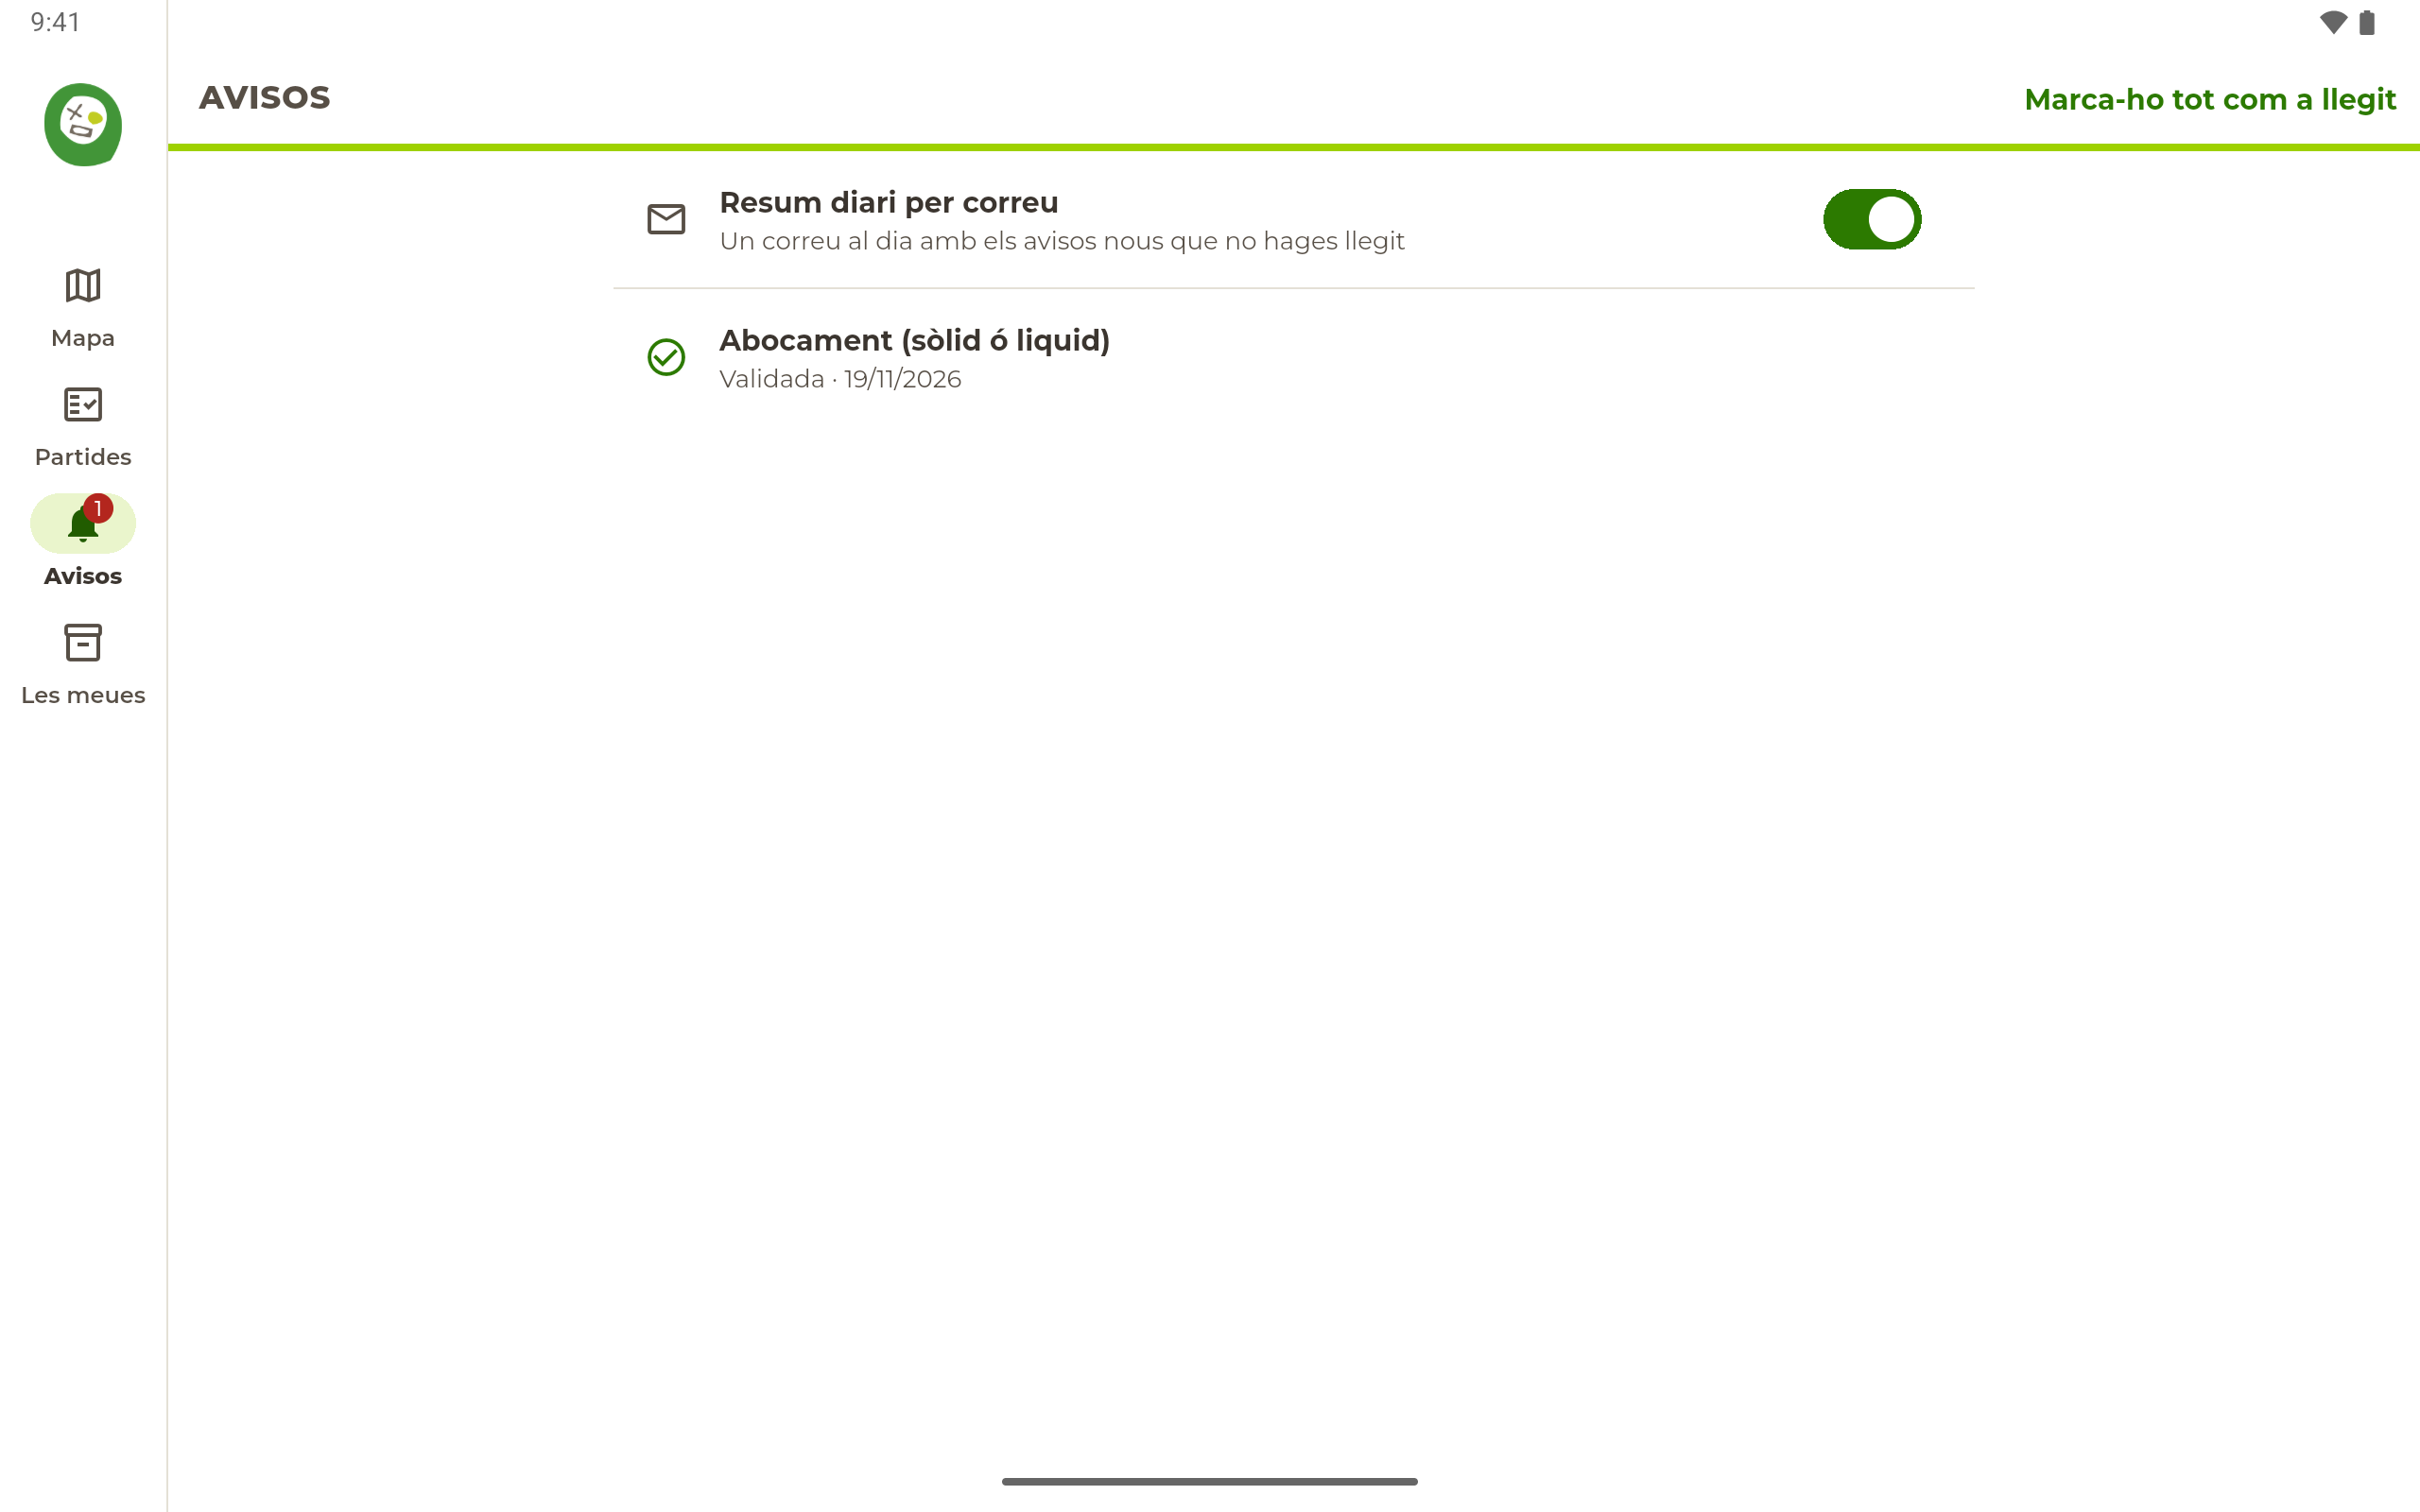 9:41
AVISOS
Marca-ho tot com a llegit
Resum diari per correu
Un correu al dia amb els avisos nous que no hages llegit
Abocament (sòlid ó liquid)
Validada · 19/11/2026
Mapa
Partides
1
Avisos
Les meues